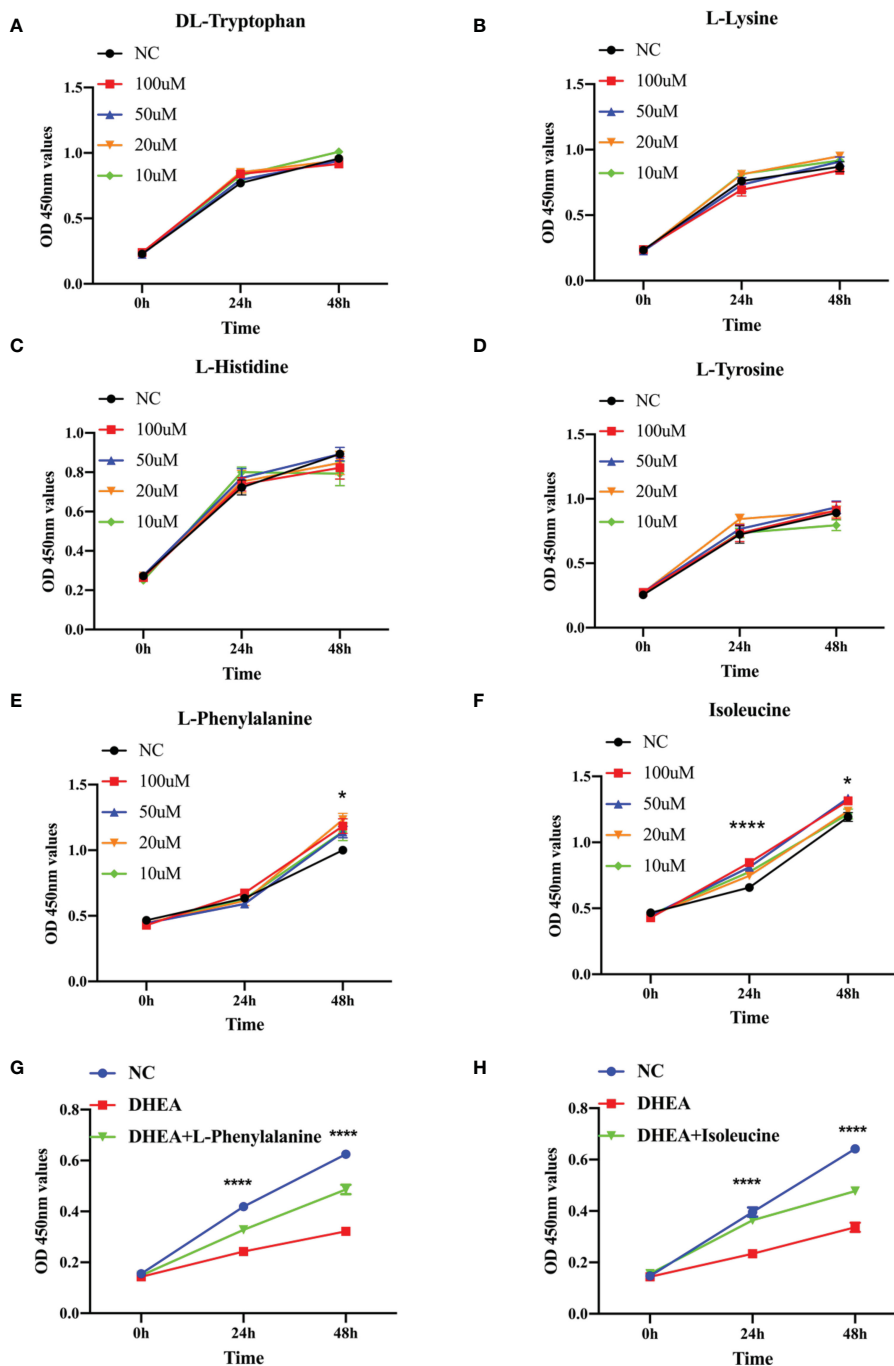 A
DL-Tryptophan
NC
100uM
50uM
20uM
10uM
OD 450nm values
1.5
1.0
0.5
0.0
0h
24h
48h
Time
B
L-Lysine
NC
100uM
50uM
20uM
10uM
OD 450nm values
1.5
1.0
0.5
0.0
0h
24h
48h
Time
C
L-Histidine
NC
100uM
50uM
20uM
10uM
OD 450nm values
1.0
0.8
0.6
0.4
0.2
0.0
0h
24h
48h
Time
D
L-Tyrosine
NC
100uM
50uM
20uM
10uM
OD 450nm values
1.5
1.0
0.5
0.0
0h
24h
48h
Time
E
L-Phenylalanine
NC
100uM
50uM
20uM
10uM
OD 450nm values
1.5
1.0
0.5
0.0
*
0h
24h
48h
Time
F
Isoleucine
NC
100uM
50uM
20uM
10uM
OD 450nm values
1.5
1.0
0.5
0.0
****
*
0h
24h
48h
Time
G
NC
DHEA
DHEA+L-Phenylalanine
OD 450nm values
0.8
0.6
0.4
0.2
0.0
****
****
0h
24h
48h
Time
H
NC
DHEA
DHEA+Isoleucine
OD 450nm values
0.8
0.6
0.4
0.2
0.0
****
****
0h
24h
48h
Time